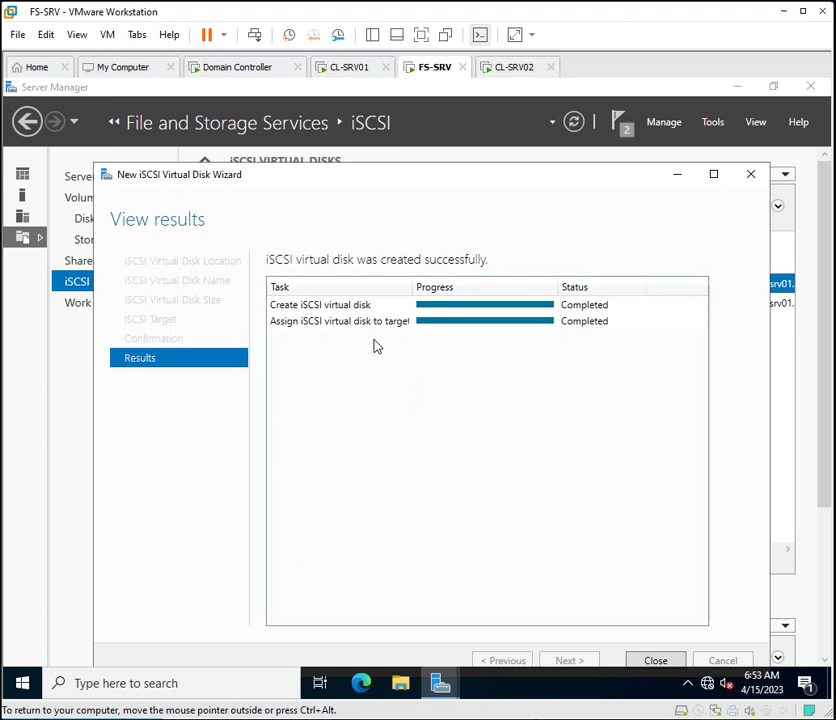 FS-SRV - VMware Workstation
File Edit View VM Tabs Help
Home My Computer Domain Controller CL-SRV01 FS-SRV CL-SRV02
Server Manager
File and Storage Services iSCSI
2 Manage Tools View Help
iSCSI VIRTUAL DISKS
Server
Volum
Disk
Stor
Share
iSCSI
Work
srv01.
New iSCSI Virtual Disk Wizard
View results
iSCSI Virtual Disk Location
iSCSI Virtual Disk Name
iSCSI Virtual Disk Size
iSCSI Target
Confirmation
Results
iSCSI virtual disk was created successfully.
Task Progress Status
Create iSCSI virtual disk Completed
Assign iSCSI virtual disk to target Completed
< Previous Next > Close Cancel
Type here to search
6:53 AM
4/15/2023
1
To return to your computer, move the mouse pointer outside or press Ctrl+Alt.